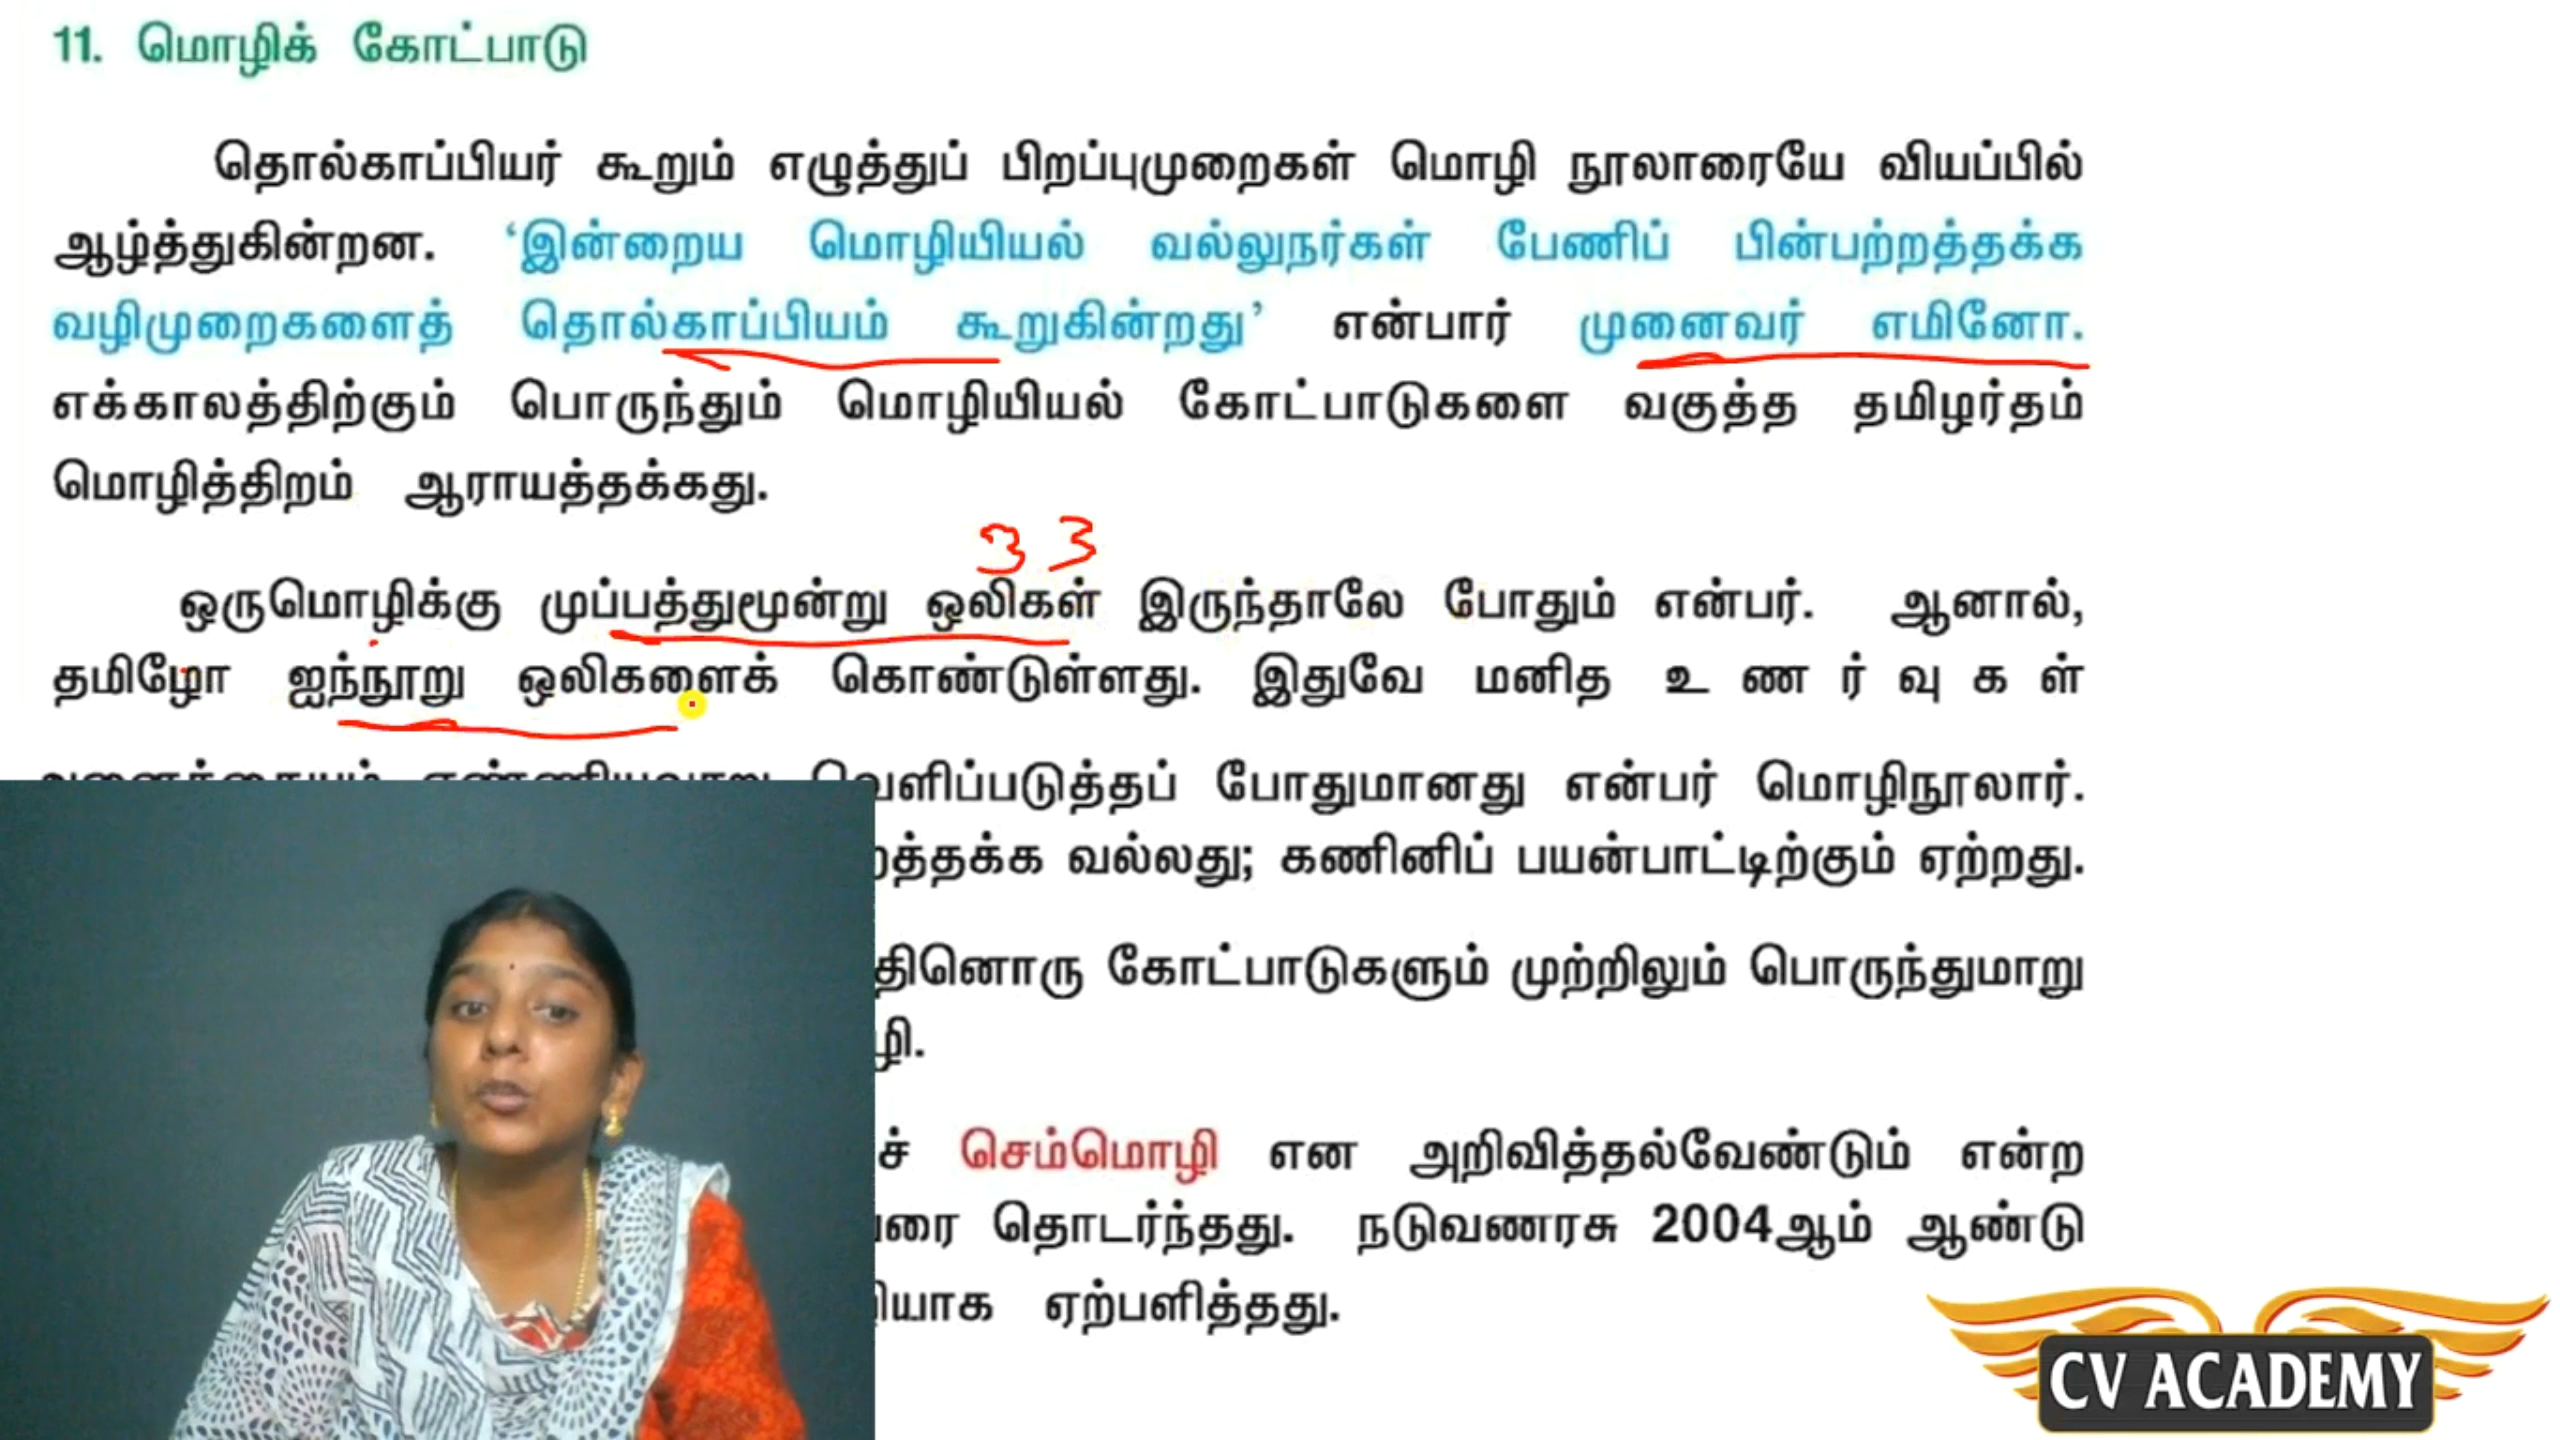 11. மொழிக் கோட்பாடு
தொல்காப்பியர் கூறும் எழுத்துப் பிறப்புமுறைகள் மொழி நூலாரையே வியப்பில்
ஆழ்த்துகின்றன. ‘இன்றைய மொழியியல் வல்லுநர்கள் பேணிப் பின்பற்றத்தக்க
வழிமுறைகளைத் தொல்காப்பியம் கூறுகின்றது’ என்பார் முனைவர் எமினோ.
எக்காலத்திற்கும் பொருந்தும் மொழியியல் கோட்பாடுகளை வகுத்த தமிழர்தம்
மொழித்திறம் ஆராயத்தக்கது.
33
ஒருமொழிக்கு முப்பத்துமூன்று ஒலிகள் இருந்தாலே போதும் என்பர். ஆனால்,
தமிழோ ஐந்நூறு ஒலிகளைக் கொண்டுள்ளது. இதுவே மனித உணர்வுகள்
வெளிப்படுத்தப் போதுமானது என்பர் மொழிநூலார்.
வல்லது; கணினிப் பயன்பாட்டிற்கும் ஏற்றது.
கோட்பாடுகளும் முற்றிலும் பொருந்துமாறு
செம்மொழி என அறிவித்தல்வேண்டும் என்ற
தொடர்ந்தது. நடுவணரசு 2004ஆம் ஆண்டு
ஏற்பளித்தது.
CV ACADEMY